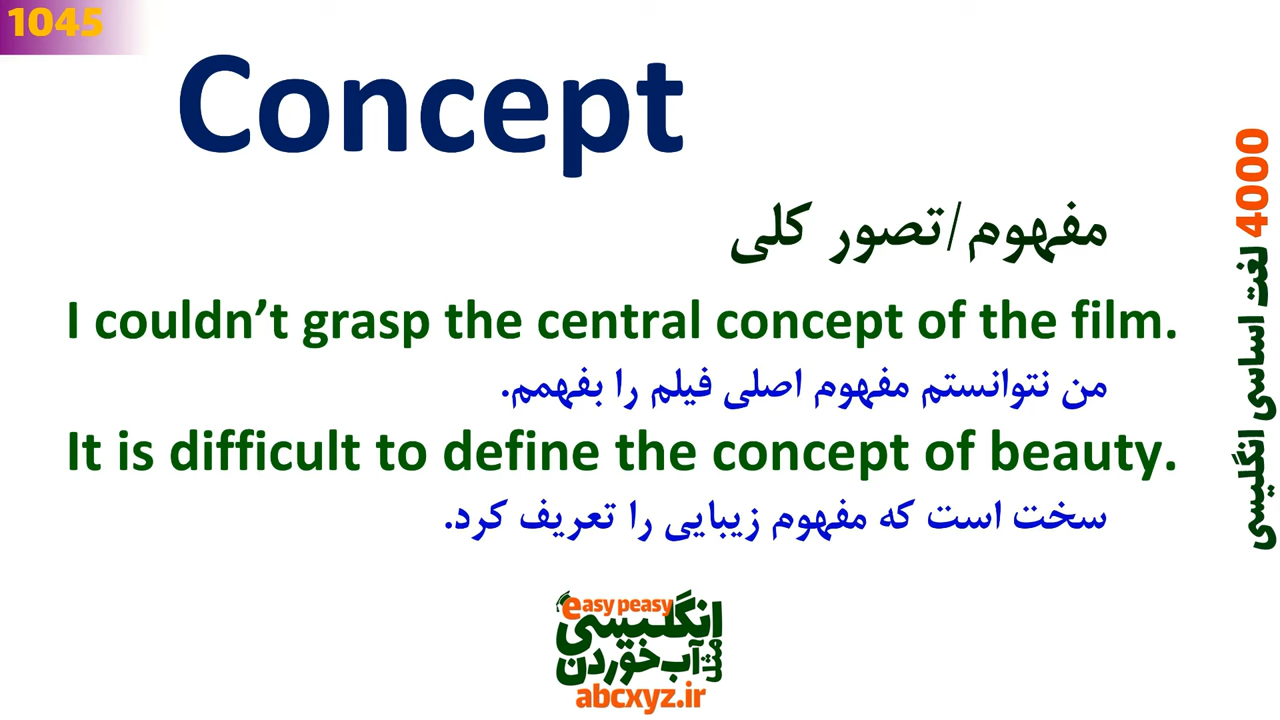 1045
Concept
مفهوم/تصور کلی
I couldn’t grasp the central concept of the film.
من نتوانستم مفهوم اصلی فیلم را بفهمم.
It is difficult to define the concept of beauty.
سخت است که مفهوم زیبایی را تعریف کرد.
4000 لغت اساسی انگلیسی
easy peasy
انگلیسی
مثل آب خوردن
abcxyz.ir